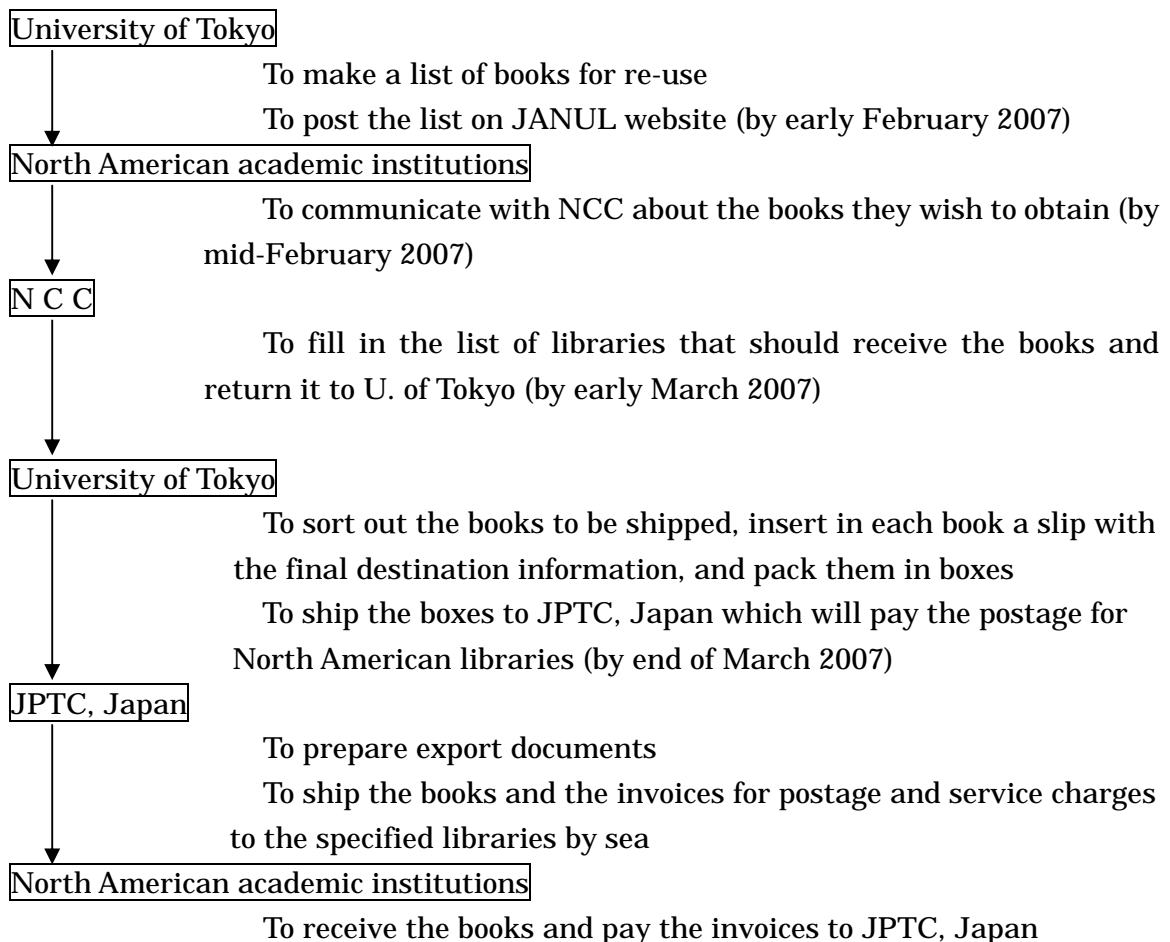 University of Tokyo
To make a list of books for re-use
To post the list on JANUL website (by early February 2007)
North American academic institutions
To communicate with NCC about the books they wish to obtain (by
mid-February 2007)
N C C
To fill in the list of libraries that should receive the books and
return it to U. of Tokyo (by early March 2007)
University of Tokyo
To sort out the books to be shipped, insert in each book a slip with
the final destination information, and pack them in boxes
To ship the boxes to JPTC, Japan which will pay the postage for
North American libraries (by end of March 2007)
JPTC, Japan
To prepare export documents
To ship the books and the invoices for postage and service charges
to the specified libraries by sea
North American academic institutions
To receive the books and pay the invoices to JPTC, Japan